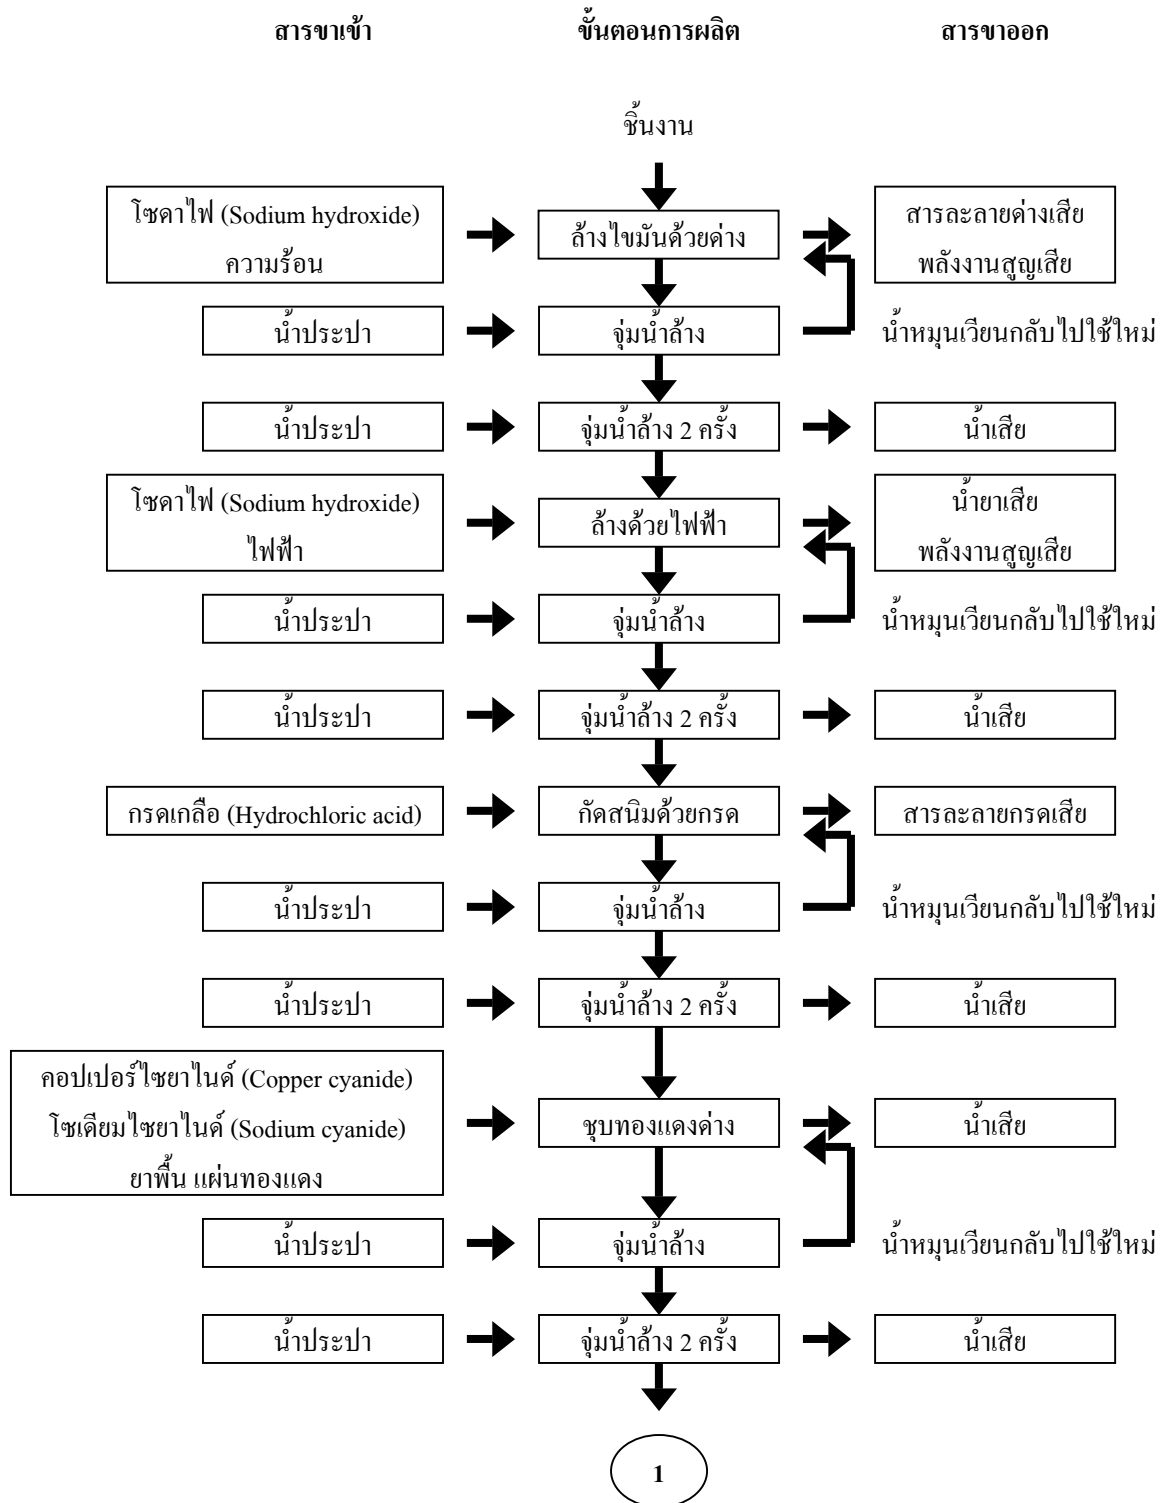 สารขาเข้า ขั้นตอนการผลิต สารขาออก
ชิ้นงาน
โซดาไฟ (Sodium hydroxide)
ความร้อน
ล้างไขมันด้วยด่าง
สารละลายด่างเสีย
พลังงานสูญเสีย
น้ำประปา จุ่มน้ำล้าง น้ำหมุนเวียนกลับไปใช้ใหม่
น้ำประปา จุ่มน้ำล้าง 2 ครั้ง น้ำเสีย
โซดาไฟ (Sodium hydroxide)
ไฟฟ้า
ล้างด้วยไฟฟ้า
น้ำยาเสีย
พลังงานสูญเสีย
น้ำประปา จุ่มน้ำล้าง น้ำหมุนเวียนกลับไปใช้ใหม่
น้ำประปา จุ่มน้ำล้าง 2 ครั้ง น้ำเสีย
กรดเกลือ (Hydrochloric acid) กัดสนิมด้วยกรด สารละลายกรดเสีย
น้ำประปา จุ่มน้ำล้าง น้ำหมุนเวียนกลับไปใช้ใหม่
น้ำประปา จุ่มน้ำล้าง 2 ครั้ง น้ำเสีย
คอปเปอร์ไซยาไนด์ (Copper cyanide)
โซเดียมไซยาไนด์ (Sodium cyanide)
ยาพื้น แผ่นทองแดง
ชุบทองแดงด่าง
น้ำเสีย
น้ำประปา จุ่มน้ำล้าง น้ำหมุนเวียนกลับไปใช้ใหม่
น้ำประปา จุ่มน้ำล้าง 2 ครั้ง น้ำเสีย
1